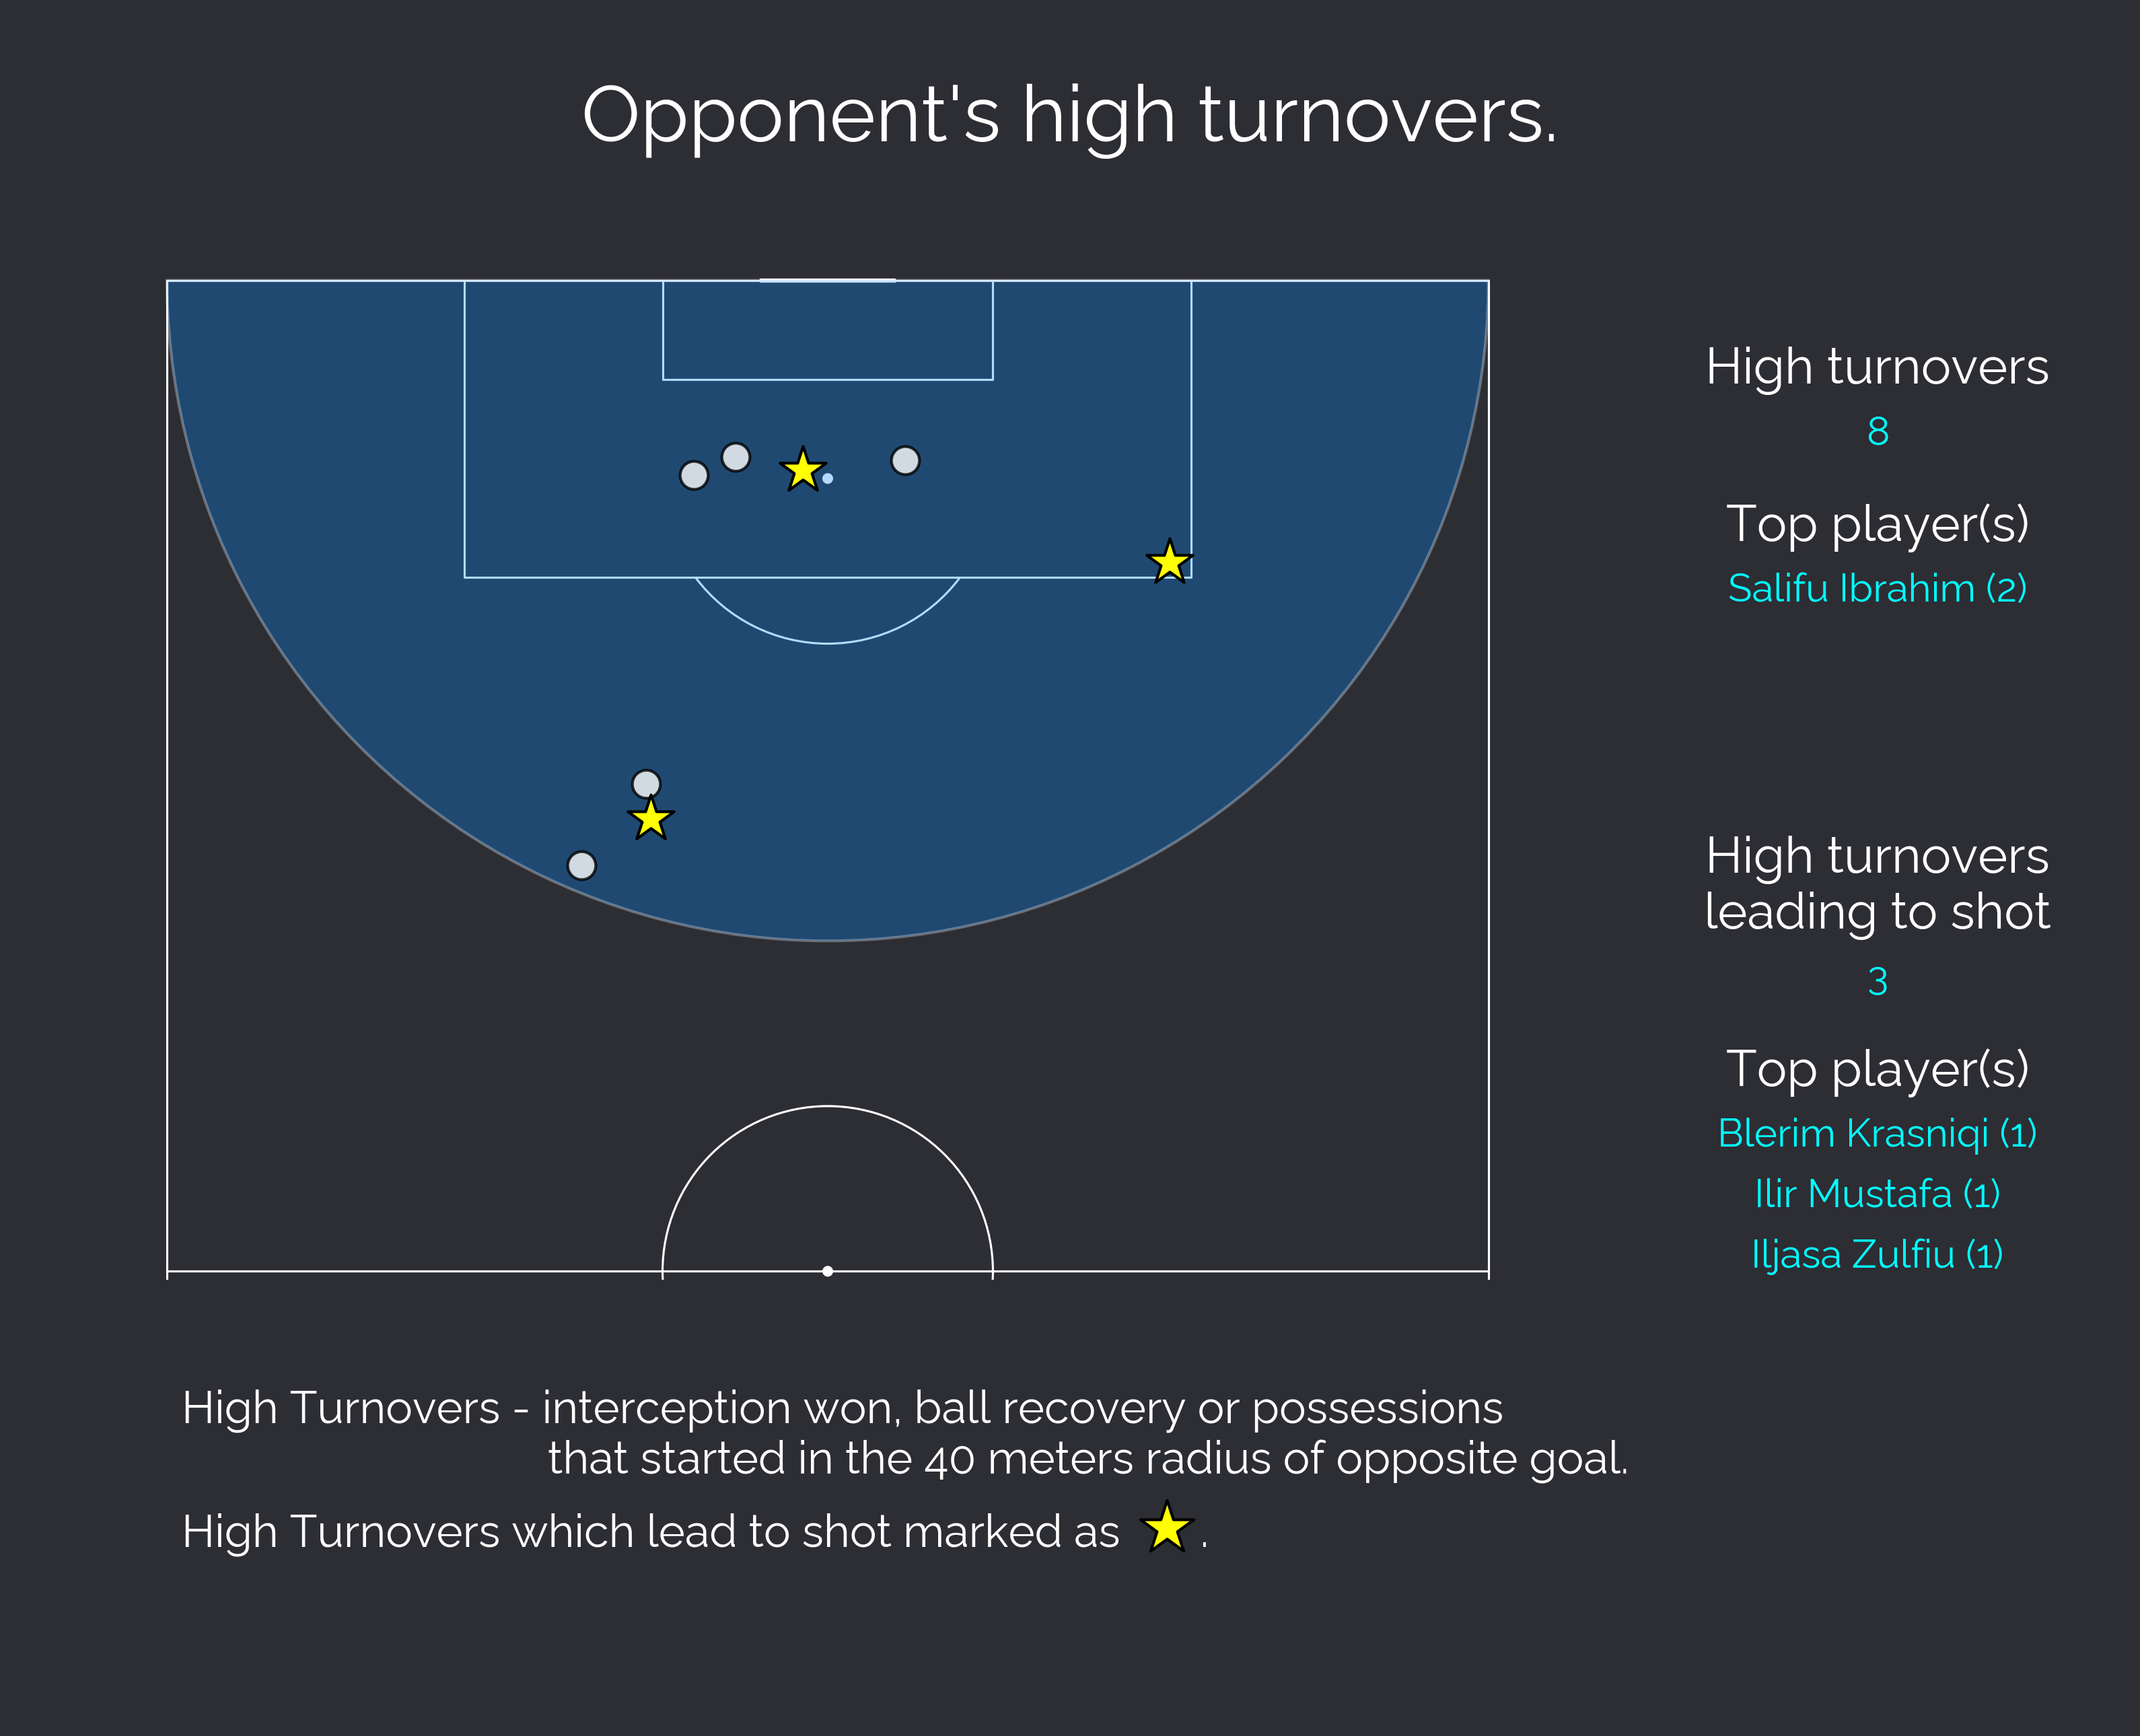 Opponent's high turnovers.
High turnovers
8
Top player(s)
Salifu Ibrahim (2)
High turnovers
leading to shot
3
Top player(s)
Blerim Krasniqi (1)
Ilir Mustafa (1)
Iljasa Zulfiu (1)
High Turnovers - interception won, ball recovery or possessions
that started in the 40 meters radius of opposite goal.
High Turnovers which lead to shot marked as .